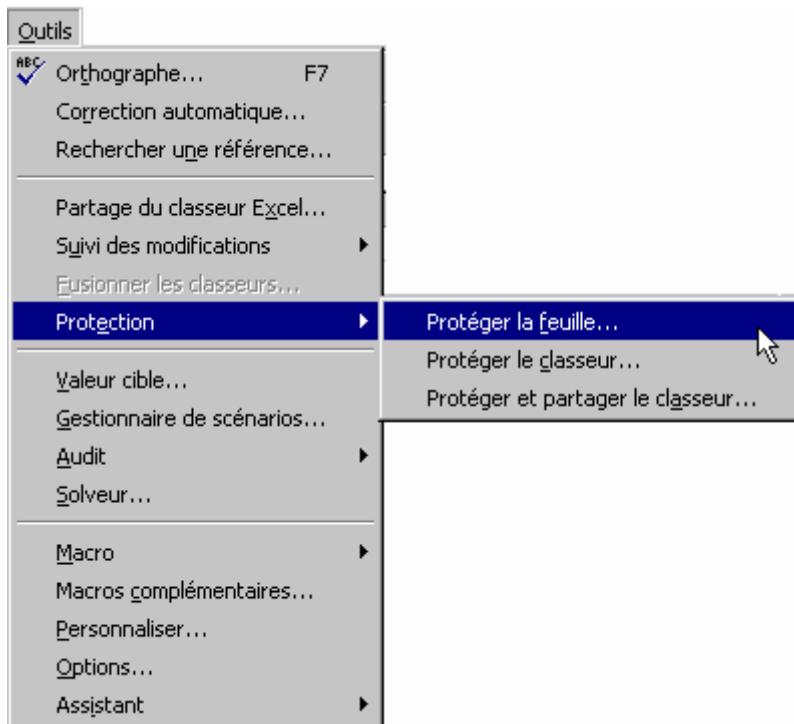 Outils
ABC Orthographe... F7
Correction automatique...
Rechercher une référence...
Partage du classeur Excel...
Suivi des modifications
Fusionner les classeurs...
Protection
Protéger la feuille...
Protéger le classeur...
Protéger et partager le classeur...
Valeur cible...
Gestionnaire de scénarios...
Audit
Solveur...
Macro
Macros complémentaires...
Personnaliser...
Options...
Assistant